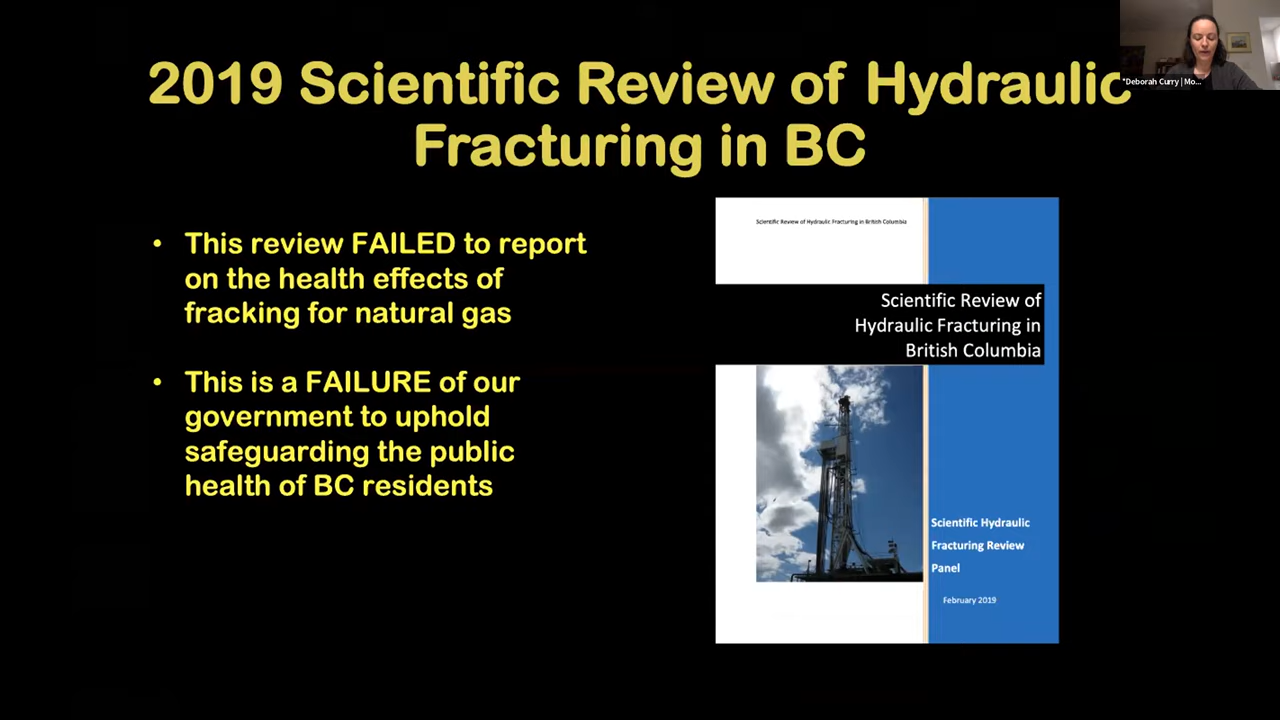 2019 Scientific Review of Hydraulic
Fracturing in BC
"Deborah Curry | Mo...
• This review FAILED to report
on the health effects of
fracking for natural gas
• This is a FAILURE of our
government to uphold
safeguarding the public
health of BC residents
Scientific Review of Hydraulic Fracturing in British Columbia
Scientific Review of
Hydraulic Fracturing in
British Columbia
Scientific Hydraulic
Fracturing Review
Panel
February 2019